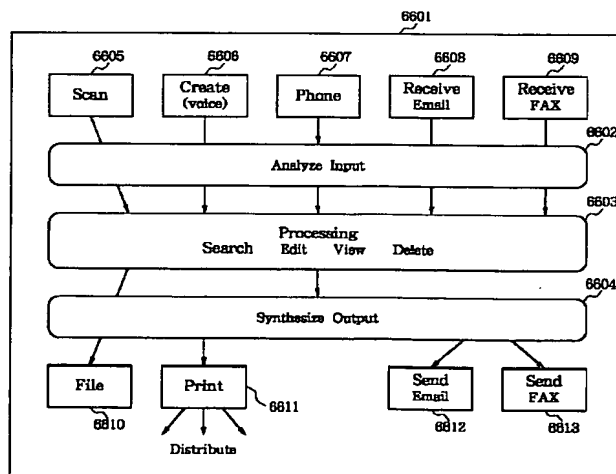 6601
6605 6606 6607 6608 6609
Scan Create (voice) Phone Receive Email Receive FAX
6602
Analyze Input
6603
Processing
Search Edit View Delete
6604
Synthesize Output
File Print Send Email Send FAX
6610 6611 6612 6613
Distribute